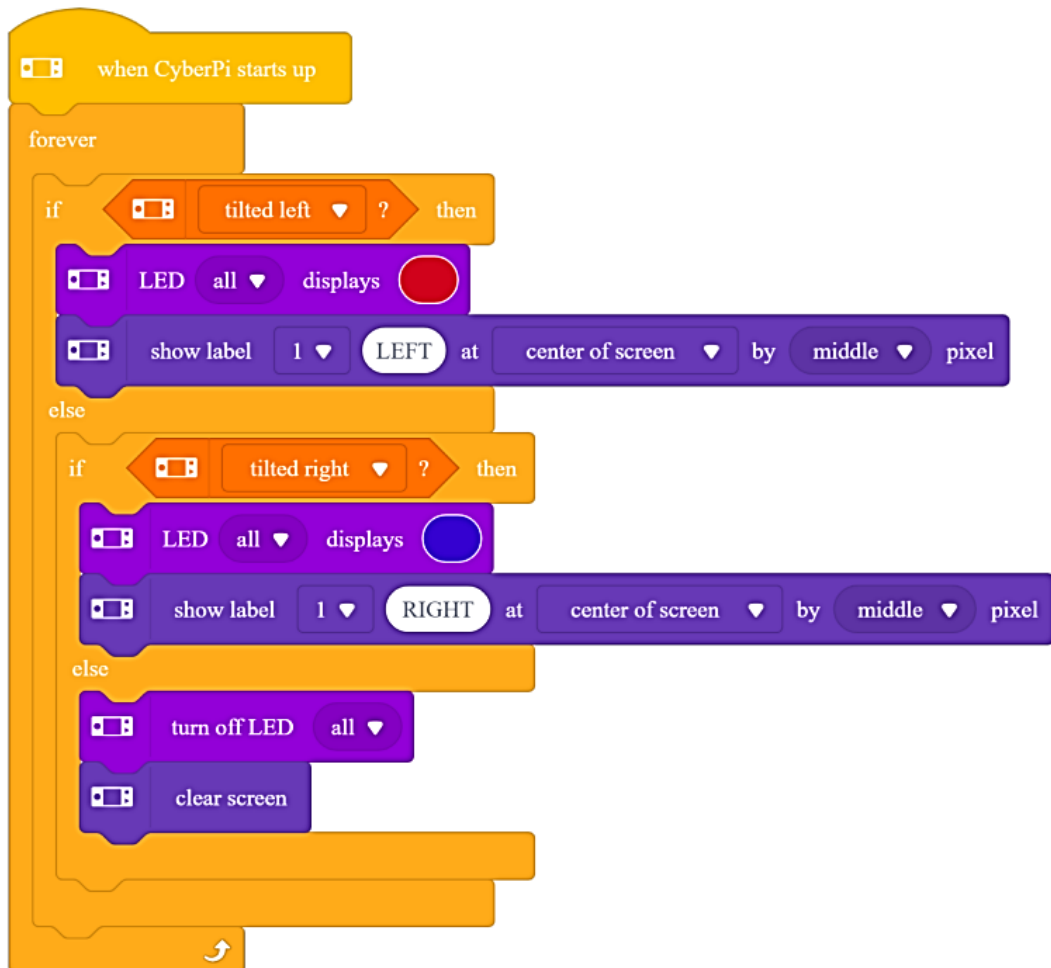 when CyberPi starts up
forever
if tilted left ? then
LED all displays
show label 1 LEFT at center of screen by middle pixel
else
if tilted right ? then
LED all displays
show label 1 RIGHT at center of screen by middle pixel
else
turn off LED all
clear screen